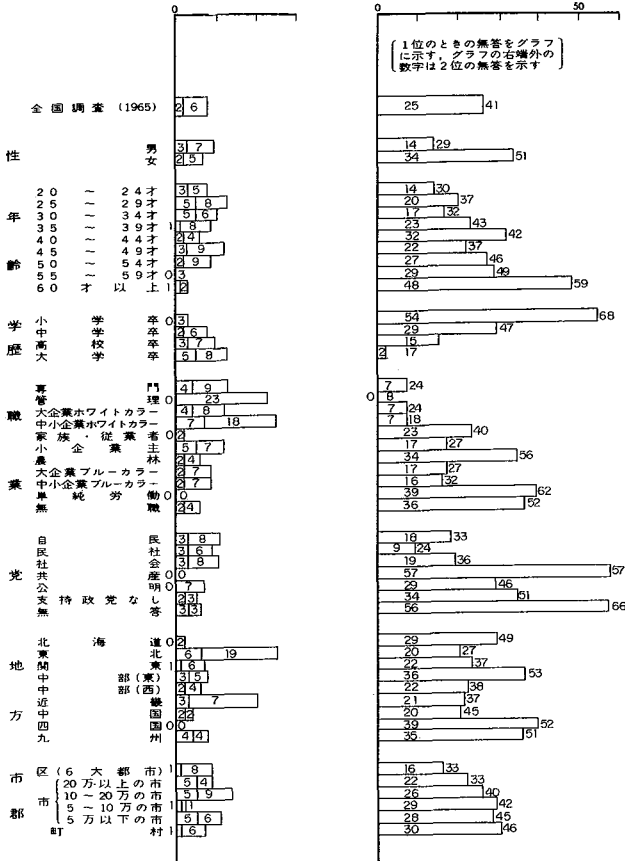 0 0 50
1位のときの無答をグラフ
に示す，グラフの右端外の
数字は2位の無答を示す
全国調査 (1965) 2 6 25 41
性
男 3 7 14 29
女 2 5 34 51
年齢
20 ～ 24才 3 5 14 30
25 ～ 29才 5 8 20 37
30 ～ 34才 5 6 17 32
35 ～ 39才 1 8 23 43
40 ～ 44才 2 4 32 42
45 ～ 49才 3 9 22 37
50 ～ 54才 2 9 27 46
55 ～ 59才 0 3 29 49
60 才以上 1 2 48 59
学歴
小学卒 0 3 54 68
中学卒 2 6 29 47
高校卒 3 7 15
大学卒 5 8 2 17
職業
専門 4 9 7 24
管理 0 23 0 8
大企業ホワイトカラー 4 8 7 24
中小企業ホワイトカラー 7 18 7 18
家族・従業者 0 2 23 40
小企業主 5 7 17 27
農林 2 4 34 56
大企業ブルーカラー 2 7 17 27
中小企業ブルーカラー 2 7 16 32
単純労働 0 0 39 62
無職 2 4 36 52
党
自民 3 8 18 33
民社 3 6 9 24
社会 3 8 19 36
共産 0 0 57 57
公明 0 7 29 46
支持政党なし 2 3 34 51
無答 3 3 56 66
地方
北海道 0 2 29 49
東北 6 19 20 27
関東 1 6 22 37
中部(東) 3 5 36 53
中部(西) 2 4 22 38
近畿 3 7 21 37
中国 2 2 20 45
四国 0 0 39 52
九州 4 4 35 51
市郡
区(6大都市) 1 8 16 33
市
20万以上の市 5 4 22 33
10～20万の市 5 9 26 40
5～10万の市 1 1 29 42
5万以下の市 5 6 28 45
町村 1 6 30 46